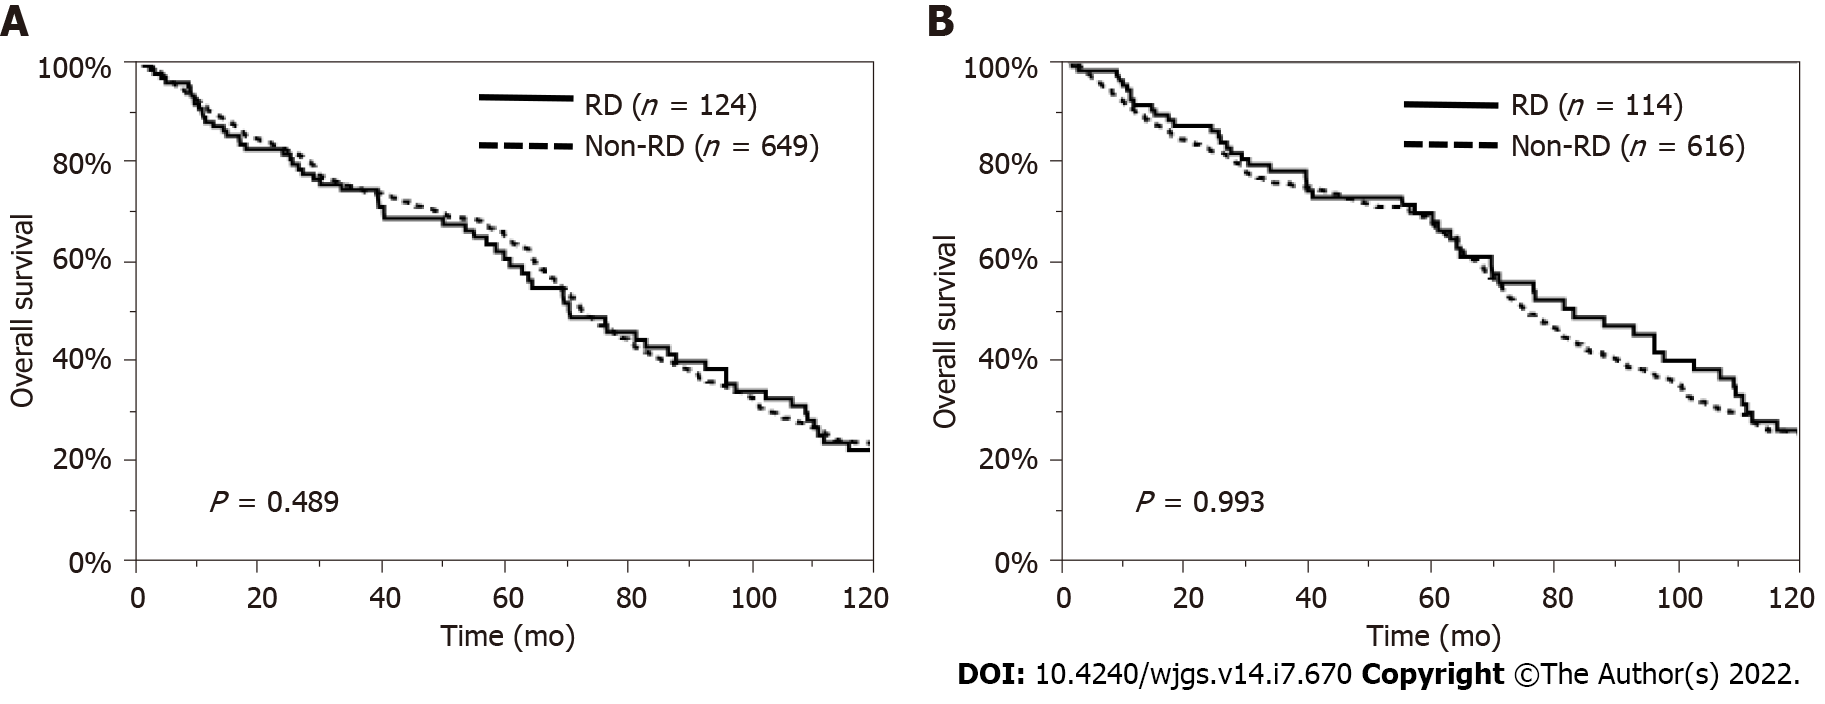 A
Overall survival
100%
80%
60%
40%
20%
0%
RD (n = 124)
Non-RD (n = 649)
P = 0.489
0 20 40 60 80 100 120
Time (mo)
B
Overall survival
100%
80%
60%
40%
20%
0%
RD (n = 114)
Non-RD (n = 616)
P = 0.993
0 20 40 60 80 100 120
Time (mo)
DOI: 10.4240/wjgs.v14.i7.670 Copyright ©The Author(s) 2022.